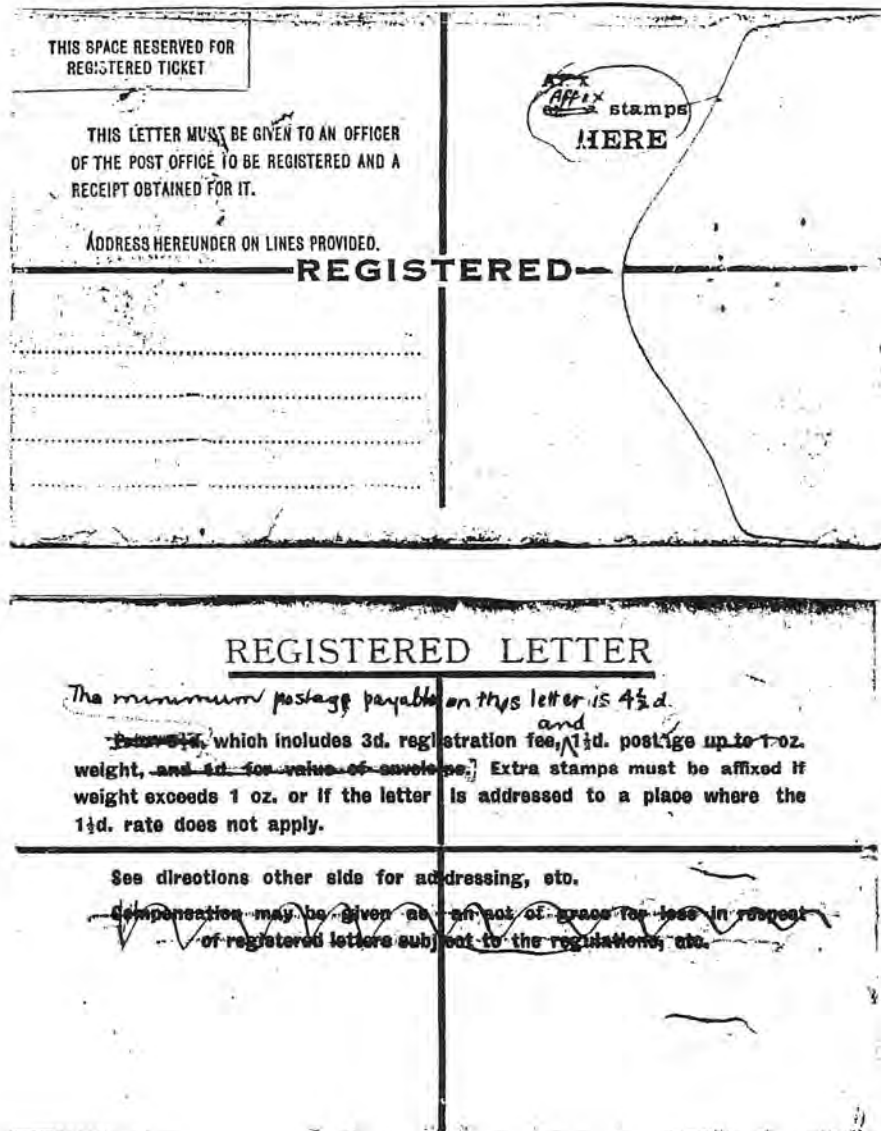 THIS SPACE RESERVED FOR
REGISTERED TICKET
Affix stamps
HERE
THIS LETTER MUST BE GIVEN TO AN OFFICER
OF THE POST OFFICE TO BE REGISTERED AND A
RECEIPT OBTAINED FOR IT.
ADDRESS HEREUNDER ON LINES PROVIDED.
REGISTERED
REGISTERED LETTER
The minimum postage payable on this letter is 4½d.
and
which includes 3d. registration fee, 1½d. postage up to 1 oz.
weight, and 1d. for value of envelope. Extra stamps must be affixed if
weight exceeds 1 oz. or if the letter is addressed to a place where the
1½d. rate does not apply.
See directions other side for addressing, etc.
Compensation may be given as an act of grace for loss in respect
of registered letters subject to the regulations, etc.